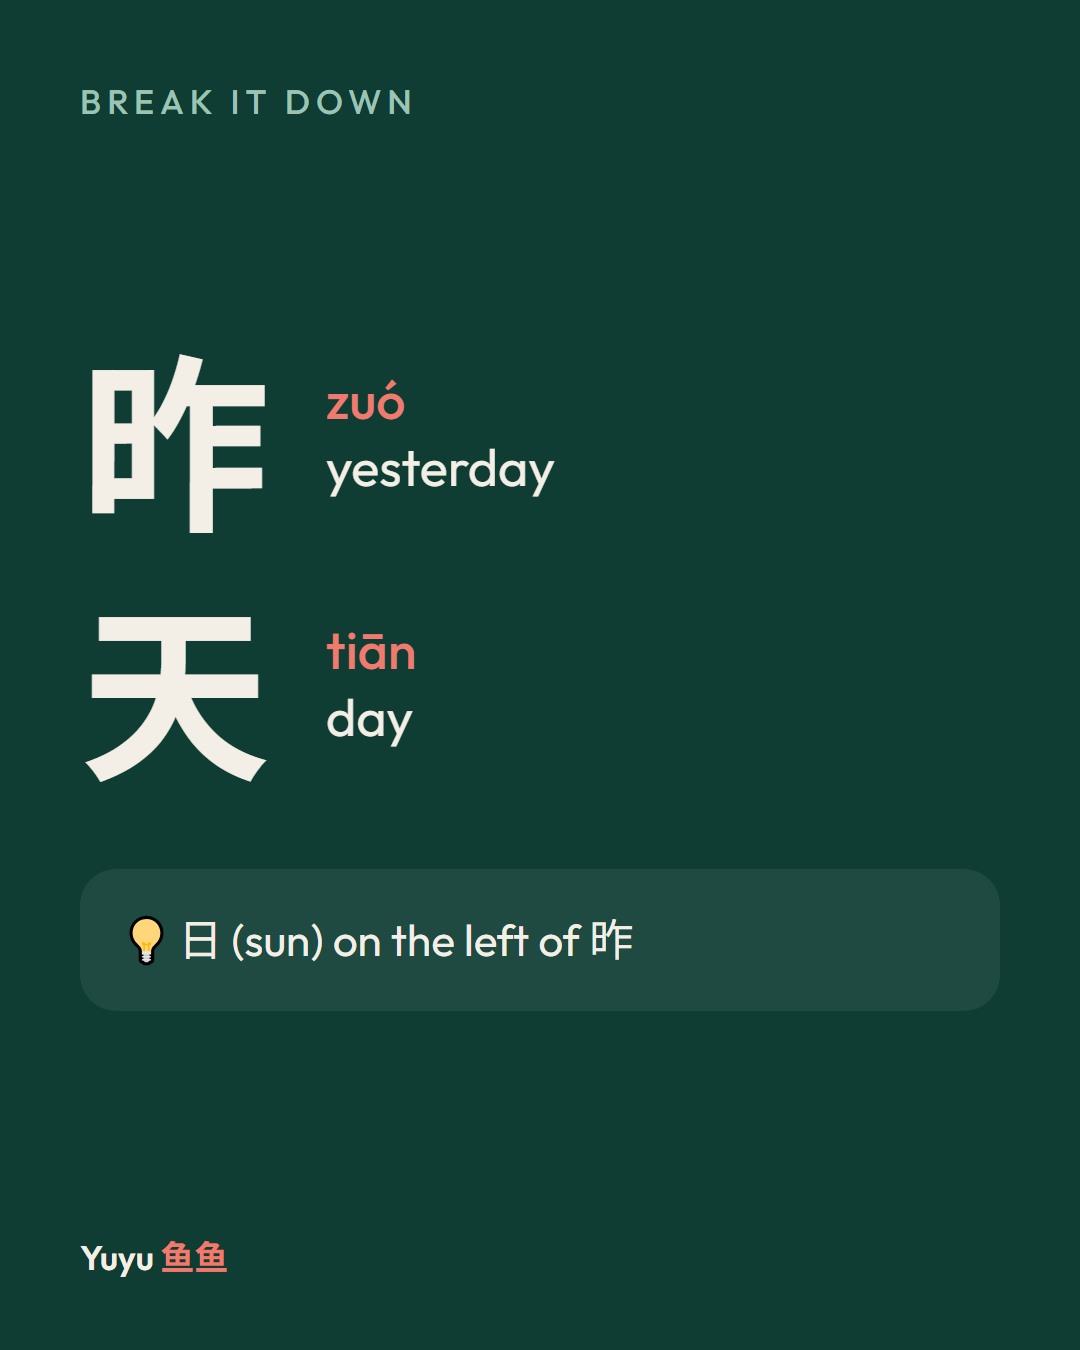 BREAK IT DOWN
昨
zuó
yesterday
天
tiān
day
💡 日 (sun) on the left of 昨
Yuyu 鱼鱼